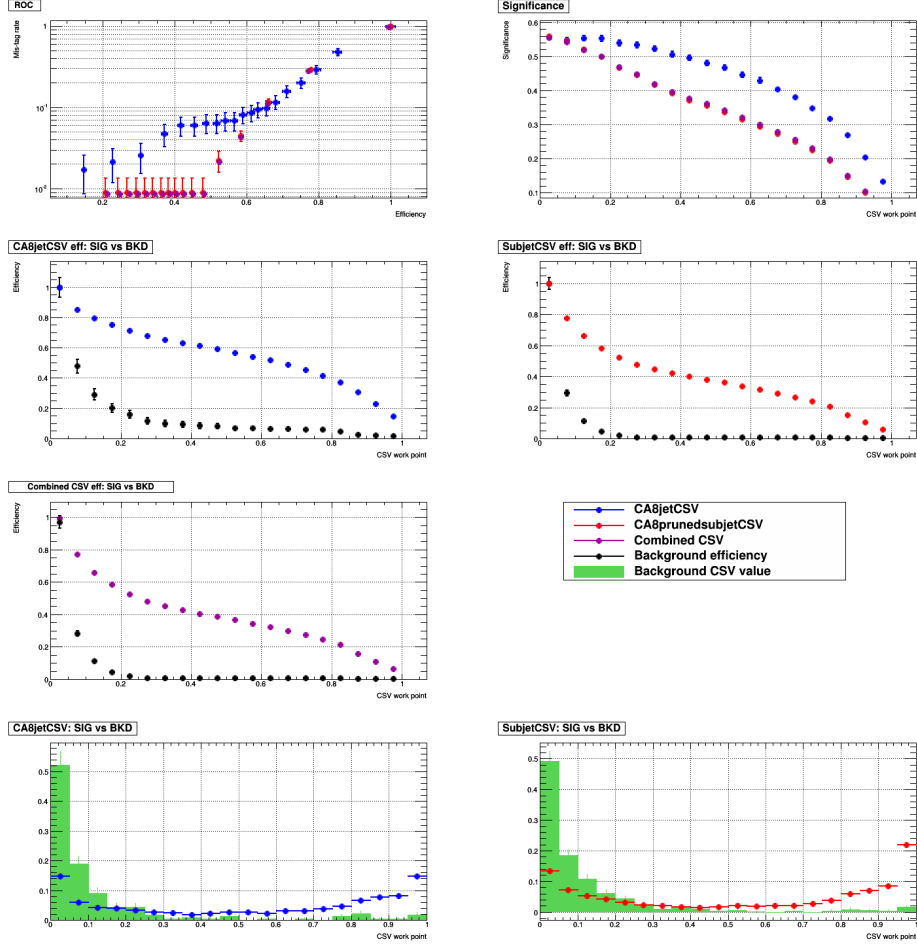 ROC
Mis-tag rate
1
10-1
10-2
0.2 0.4 0.6 0.8 1
Efficiency
Significance
Significance
0.6
0.5
0.4
0.3
0.2
0.1
0 0.2 0.4 0.6 0.8 1
CSV work point
CA8jetCSV eff: SIG vs BKD
Efficiency
1
0.8
0.6
0.4
0.2
0
0 0.2 0.4 0.6 0.8 1
CSV work point
SubjetCSV eff: SIG vs BKD
Efficiency
1
0.8
0.6
0.4
0.2
0
0 0.2 0.4 0.6 0.8 1
CSV work point
Combined CSV eff: SIG vs BKD
Efficiency
1
0.8
0.6
0.4
0.2
0
0 0.2 0.4 0.6 0.8 1
CSV work point
CA8jetCSV
CA8prunedsubjetCSV
Combined CSV
Background efficiency
Background CSV value
CA8jetCSV: SIG vs BKD
0.5
0.4
0.3
0.2
0.1
0
0 0.1 0.2 0.3 0.4 0.5 0.6 0.7 0.8 0.9 1
CSV work point
SubjetCSV: SIG vs BKD
0.5
0.4
0.3
0.2
0.1
0
0 0.1 0.2 0.3 0.4 0.5 0.6 0.7 0.8 0.9 1
CSV work point